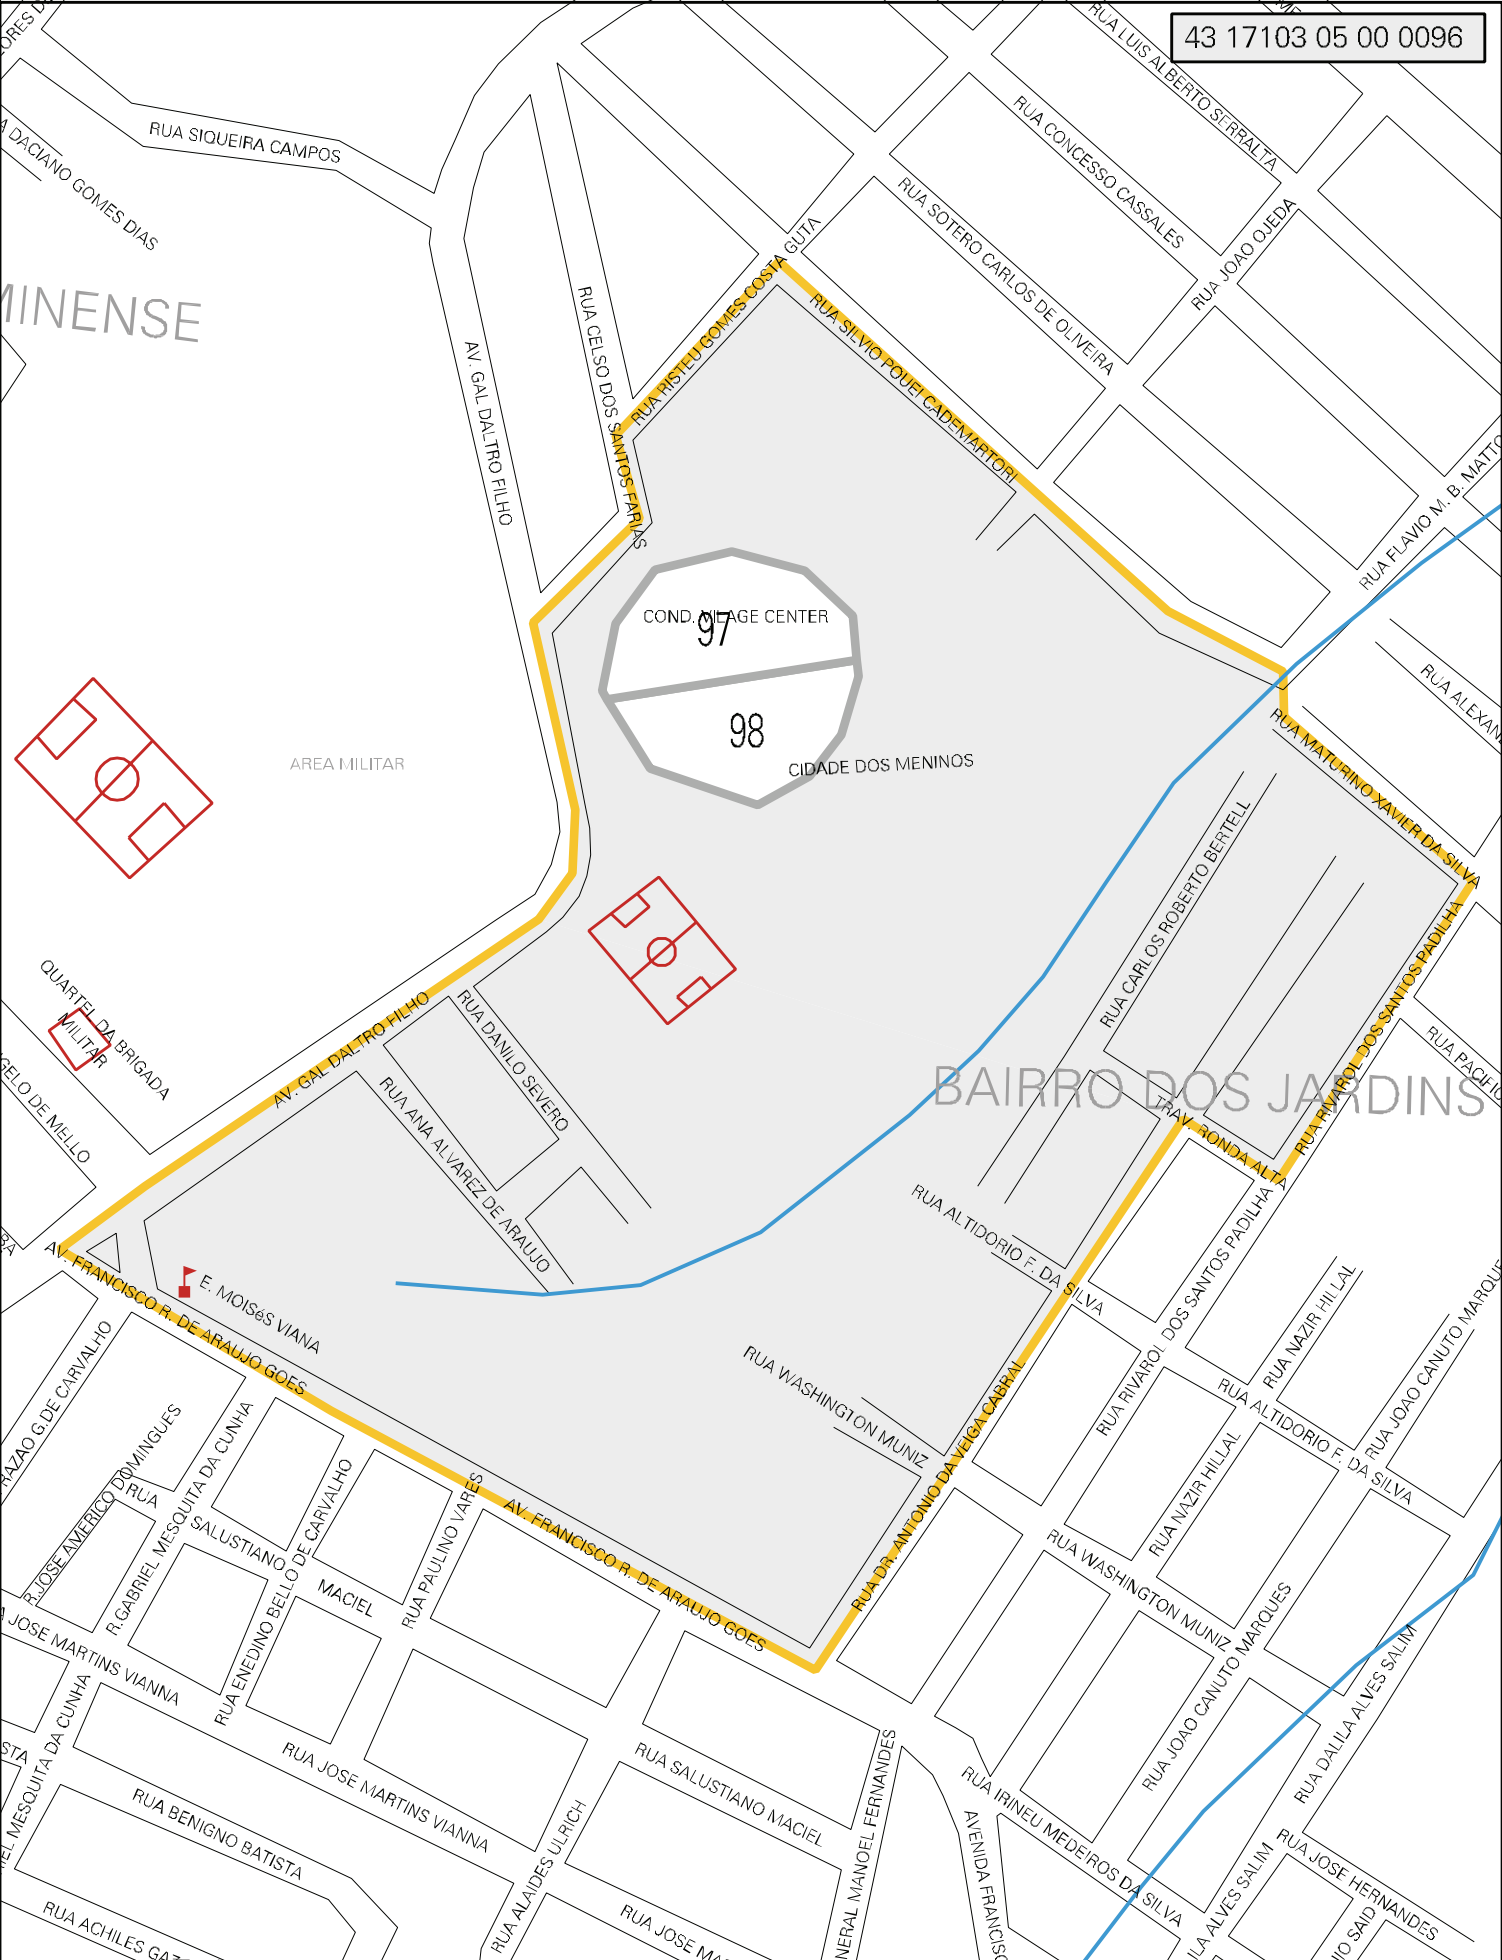 43 17103 05 00 0096
RUA LUIS ALBERTO SERRALTA
RUA CONCESSO CASSALES
RUA SIQUEIRA CAMPOS
DACIANO GOMES DIAS
RUA SOTERO CARLOS DE OLIVEIRA
RUA JOAO OJEDA
RUA RISTEU GOMES COSTA GUTA
RUA CELSO DOS SANTOS FARIAS
RUA SILVIO POUEI CADEMARTORI
MINENSE
AV. GAL DALTRO FILHO
RUA FLAVIO M. B. MATTO
COND. VILAGE CENTER
97
98
CIDADE DOS MENINOS
AREA MILITAR
RUA ALEXAN
RUA MATURINO XAVIER DA SILVA
RUA CARLOS ROBERTO BERTELL
RUA RIVAROL DOS SANTOS PADILHA
QUARTEL DA BRIGADA
MILITAR
GELO DE MELLO
AV. GAL DALTRO FILHO
RUA DANILO SEVERO
RUA ANA ALVAREZ DE ARAUJO
RUA PACIFIC
BAIRRO DOS JARDINS
TRAV. RONDA ALTA
RUA ALTIDORIO F. DA SILVA
RUA RIVAROL DOS SANTOS PADILHA
AV. FRANCISCO R. DE ARAUJO GOES
E. MOISéS VIANA
RUA NAZIR HILLAL
RUA JOAO CANUTO MARQUE
RUA WASHINGTON MUNIZ
RUA DR. ANTONIO DA VEIGA CABRAL
RUA ALTIDORIO F. DA SILVA
RAZAO G.DE CARVALHO
R.JOSE AMERICO DOMINGUES
R.GABRIEL MESQUITA DA CUNHA
RUA
SALUSTIANO
MACIEL
RUA ENEDINO BELLO DE CARVALHO
RUA PAULINO VARES
AV. FRANCISCO R. DE ARAUJO GOES
RUA NAZIR HILLAL
RUA WASHINGTON MUNIZ
RUA JOAO CANUTO MARQUES
RUA DALILA ALVES SALIM
A JOSE MARTINS VIANNA
EL MESQUITA DA CUNHA
STA
RUA JOSE MARTINS VIANNA
RUA BENIGNO BATISTA
RUA ACHILES GAZ
RUA ALAIDES ULRICH
RUA SALUSTIANO MACIEL
RUA JOSE MA
NERAL MANOEL FERNANDES
AVENIDA FRANCISC
RUA IRINEU MEDEIROS DA SILVA
LA ALVES SALIM
RUA JOSE HERNANDES
IO SAID